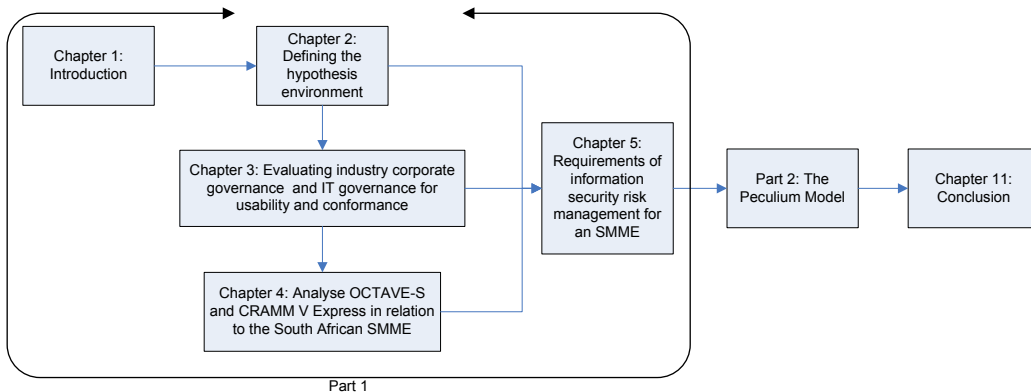 Chapter 1:
Introduction
Chapter 2:
Defining the
hypothesis
environment
Chapter 3: Evaluating industry corporate
governance and IT governance for
usability and conformance
Chapter 4: Analyse OCTAVE-S
and CRAMM V Express in relation
to the South African SMME
Chapter 5:
Requirements of
information
security risk
management for
an SMME
Part 2: The
Peculium Model
Chapter 11:
Conclusion
Part 1